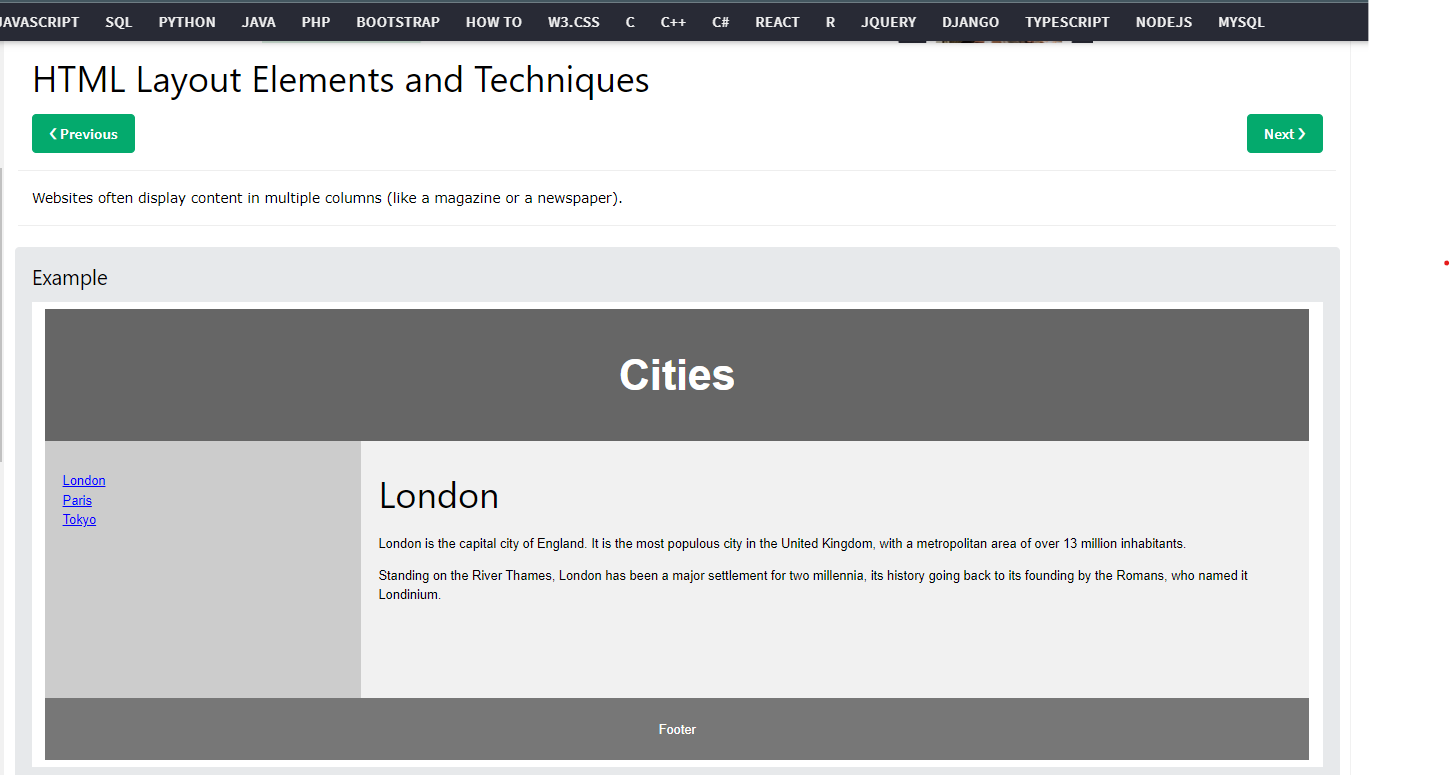 JAVASCRIPT SQL PYTHON JAVA PHP BOOTSTRAP HOW TO W3.CSS C C++ C# REACT R JQUERY DJANGO TYPESCRIPT NODEJS MYSQL
HTML Layout Elements and Techniques
❮ Previous
Next ❯
Websites often display content in multiple columns (like a magazine or a newspaper).
Example
Cities
London
Paris
Tokyo
London
London is the capital city of England. It is the most populous city in the United Kingdom, with a metropolitan area of over 13 million inhabitants.
Standing on the River Thames, London has been a major settlement for two millennia, its history going back to its founding by the Romans, who named it
Londinium.
Footer